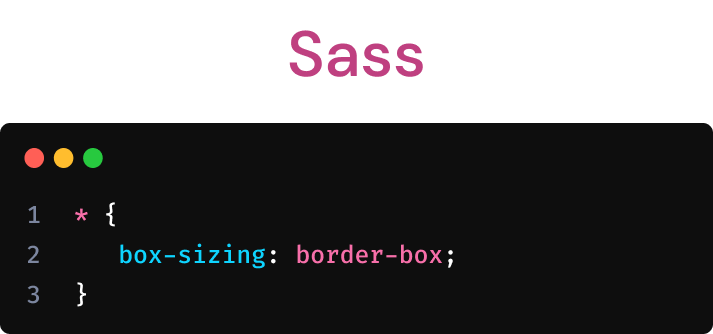 Sass
1 * {
2 box-sizing: border-box;
3 }